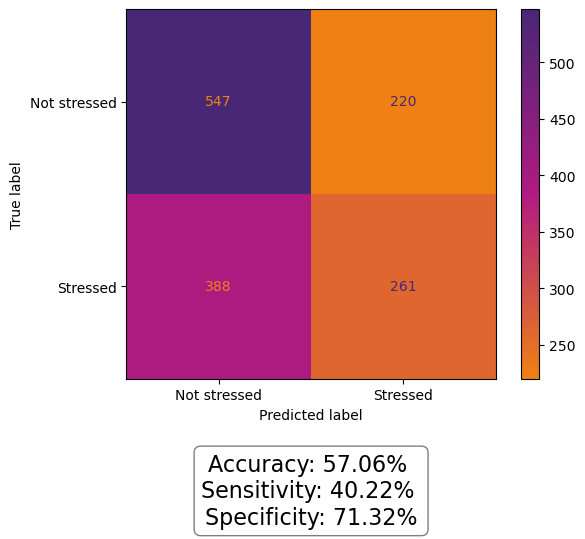 True label
Not stressed
547
220
Stressed
388
261
Not stressed
Stressed
Predicted label
500
450
400
350
300
250
Accuracy: 57.06%
Sensitivity: 40.22%
Specificity: 71.32%